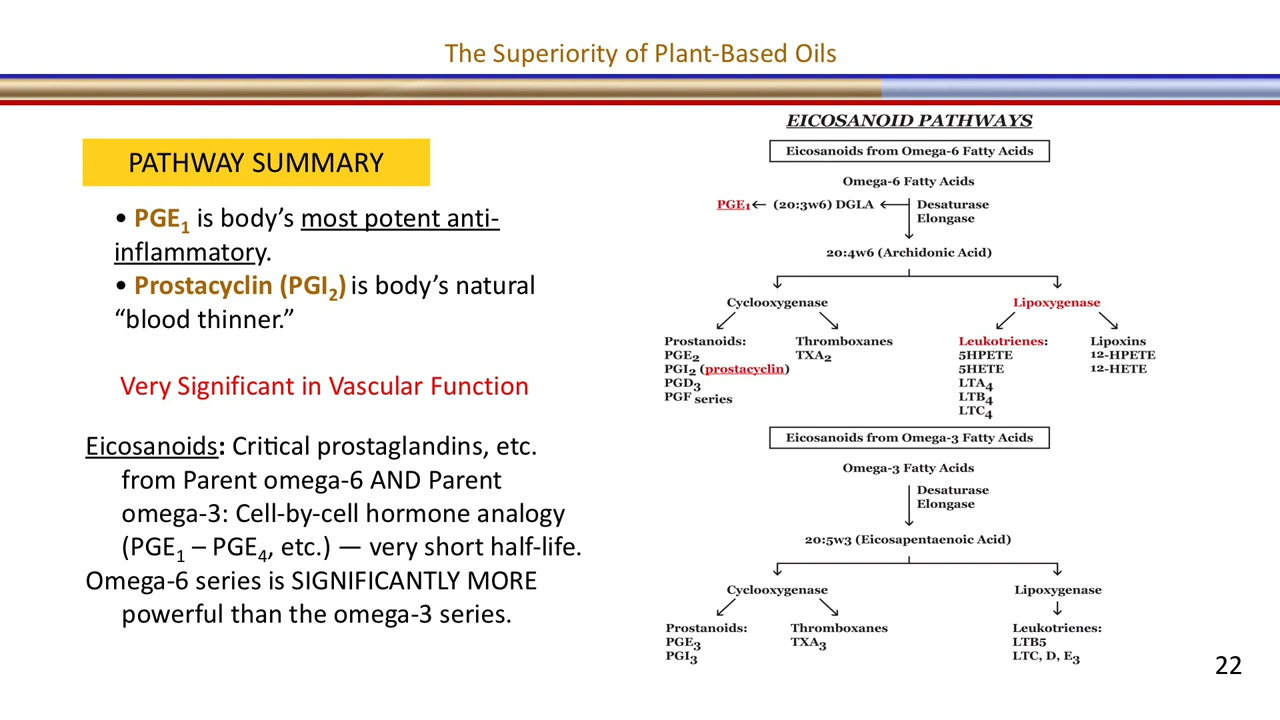 The Superiority of Plant-Based Oils
PATHWAY SUMMARY
• PGE1 is body’s most potent anti-
inflammatory.
• Prostacyclin (PGI2) is body’s natural
“blood thinner.”
Very Significant in Vascular Function
Eicosanoids: Critical prostaglandins, etc.
from Parent omega-6 AND Parent
omega-3: Cell-by-cell hormone analogy
(PGE1 – PGE4, etc.) — very short half-life.
Omega-6 series is SIGNIFICANTLY MORE
powerful than the omega-3 series.
EICOSANOID PATHWAYS
Eicosanoids from Omega-6 Fatty Acids
Omega-6 Fatty Acids
PGE1← (20:3w6) DGLA ← Desaturase
Elongase
20:4w6 (Archidonic Acid)
Cyclooxygenase
Lipoxygenase
Prostanoids:
PGE2
PGI2 (prostacyclin)
PGD3
PGF series
Thromboxanes
TXA2
Leukotrienes:
5HPETE
5HETE
LTA4
LTB4
LTC4
Lipoxins
12-HPETE
12-HETE
Eicosanoids from Omega-3 Fatty Acids
Omega-3 Fatty Acids
Desaturase
Elongase
20:5w3 (Eicosapentaenoic Acid)
Cyclooxygenase
Lipoxygenase
Prostanoids:
PGE3
PGI3
Thromboxanes
TXA3
Leukotrienes:
LTB5
LTC, D, E3
22